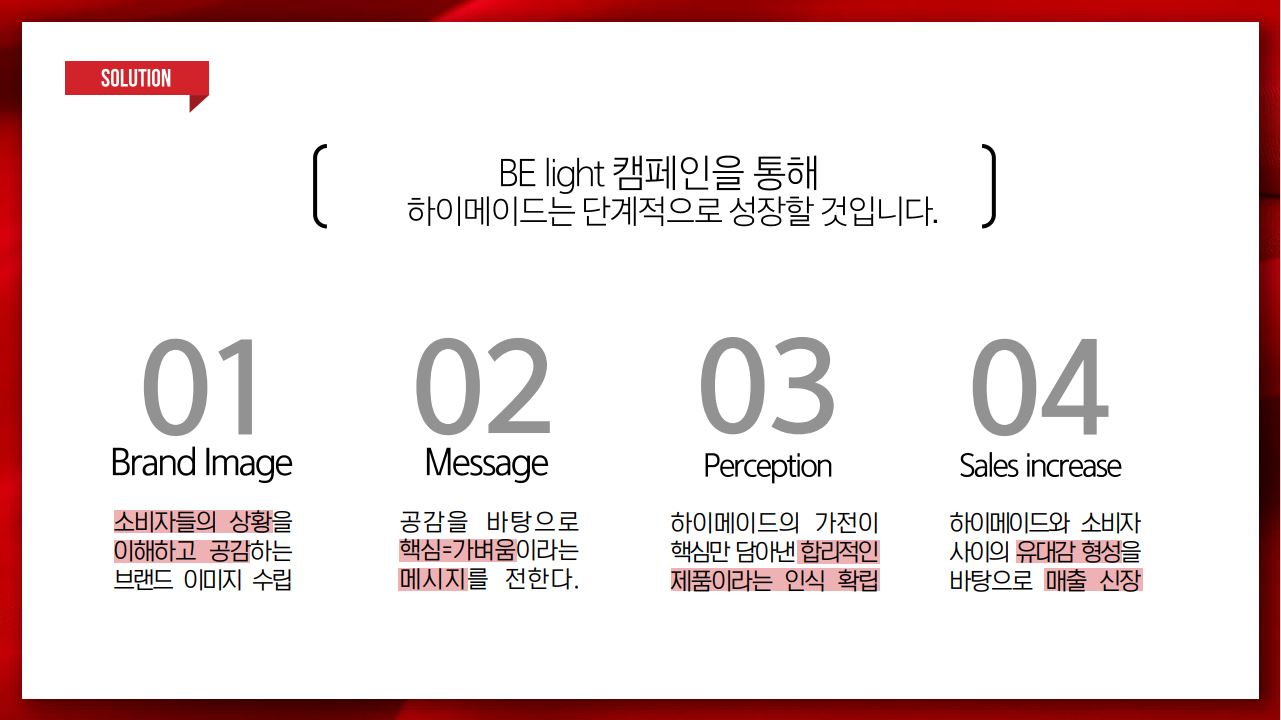 SOLUTION
BE light 캠페인을 통해
하이메이드는 단계적으로 성장할 것입니다.
01
Brand Image
소비자들의 상황을
이해하고 공감하는
브랜드 이미지 수립
02
Message
공감을 바탕으로
핵심=가벼움이라는
메시지를 전한다.
03
Perception
하이메이드의 가전이
핵심만 담아낸 합리적인
제품이라는 인식 확립
04
Sales increase
하이메이드와 소비자
사이의 유대감 형성을
바탕으로 매출 신장